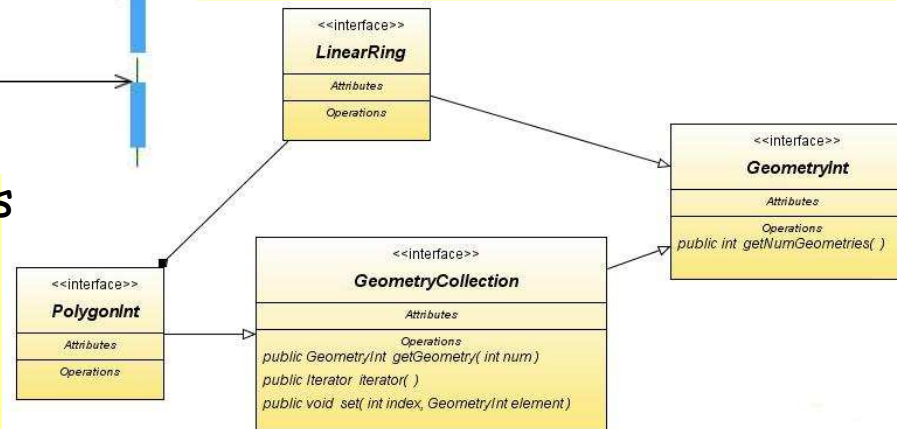 <<interface>>
LinearRing
Attributes
Operations
<<interface>>
GeometryInt
Attributes
Operations
public int getNumGeometries( )
s
<<interface>>
PolygonInt
Attributes
Operations
<<interface>>
GeometryCollection
Attributes
Operations
public GeometryInt getGeometry( int num )
public Iterator iterator( )
public void set( int index, GeometryInt element )